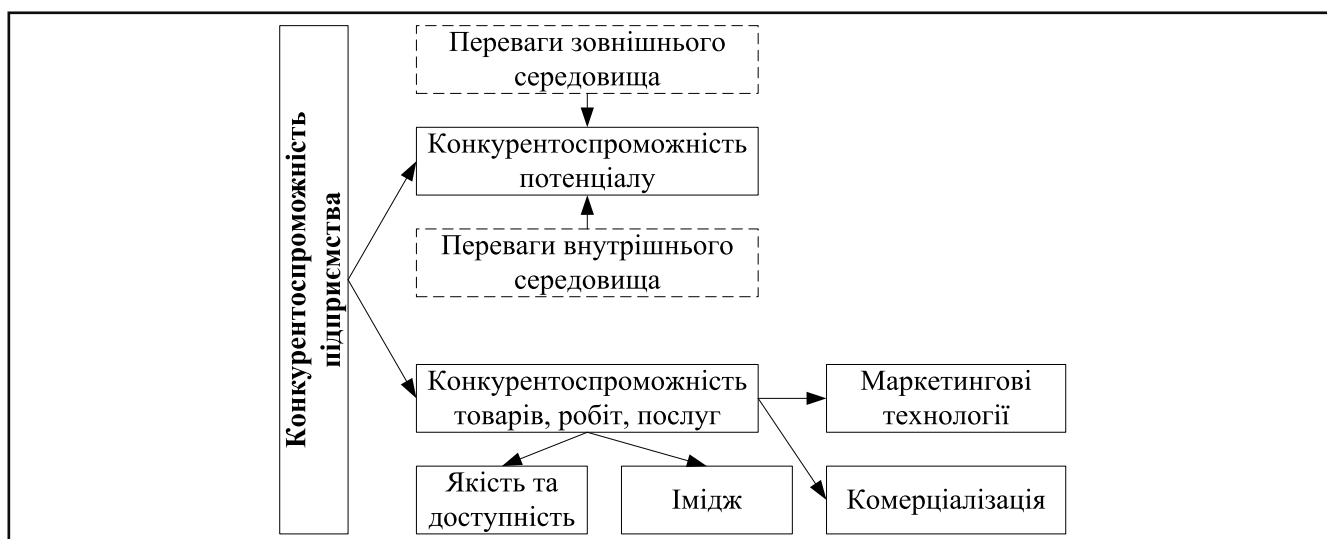 Конкурентоспроможність
підприємства
Переваги зовнішнього
середовища
Конкурентоспроможність
потенціалу
Переваги внутрішнього
середовища
Конкурентоспроможність
товарів, робіт, послуг
Маркетингові
технології
Якість та
доступність
Імідж
Комерціалізація